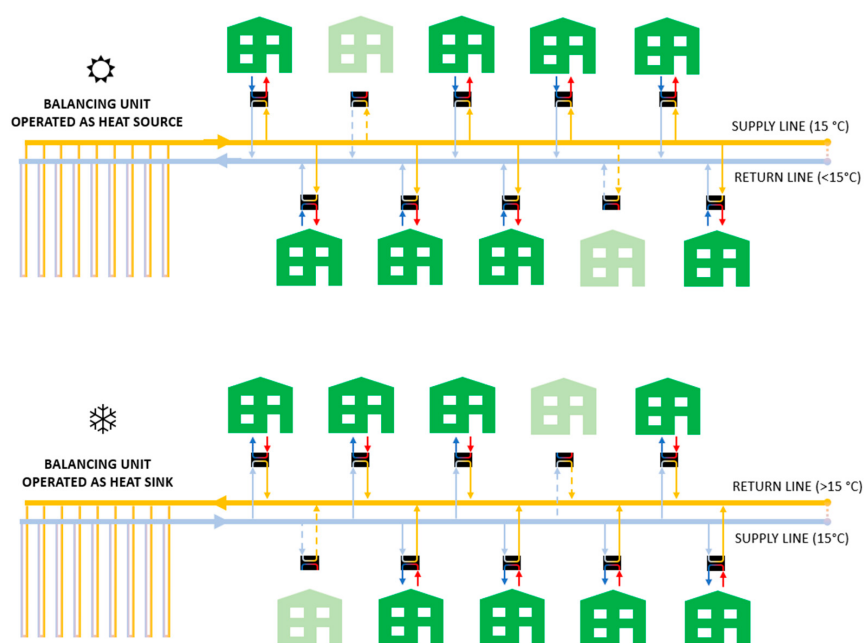 BALANCING UNIT
OPERATED AS HEAT SOURCE
SUPPLY LINE (15 °C)
RETURN LINE (<15°C)
BALANCING UNIT
OPERATED AS HEAT SINK
RETURN LINE (>15 °C)
SUPPLY LINE (15°C)